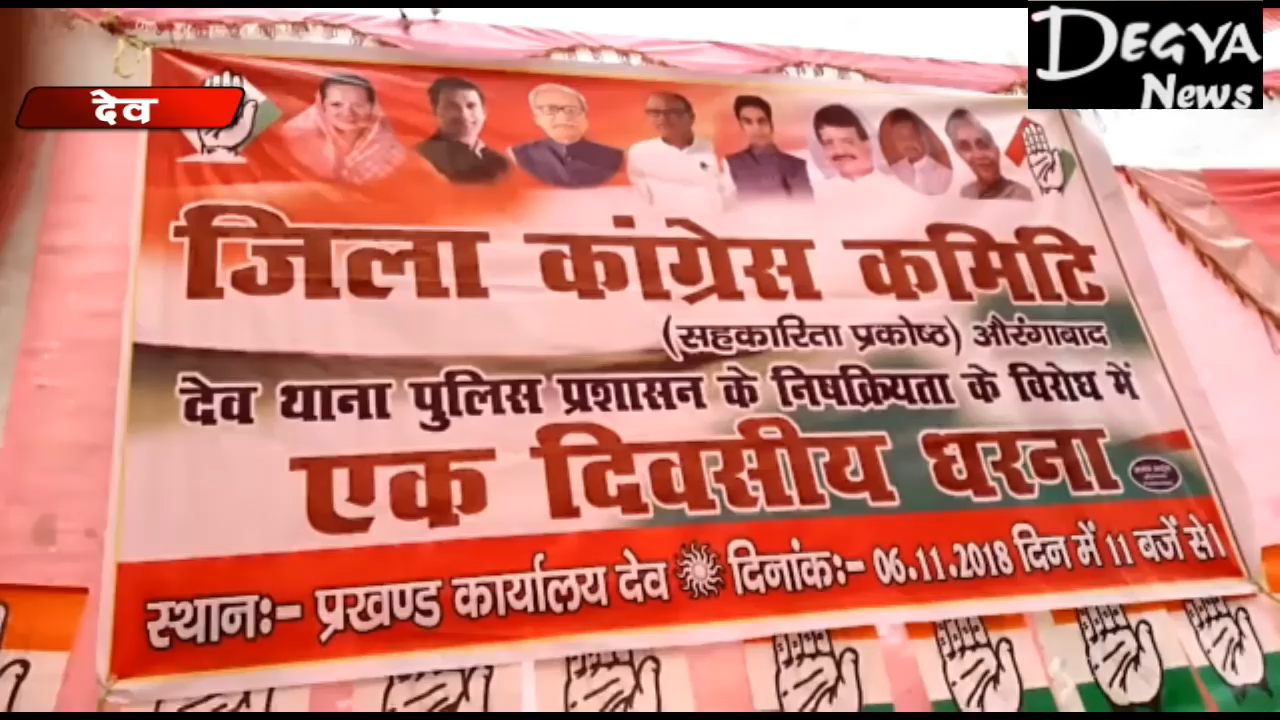 DEGYA
News
देव
जिला कांग्रेस कमिटि
(सहकारिता प्रकोष्ठ) औरंगाबाद
देव थाना पुलिस प्रशासन के निषक्रियता के विरोध में
एक दिवसीय धरना
स्थानः- प्रखण्ड कार्यालय देव दिनांकः- 06.11.2018 दिन में 11 बजें से।